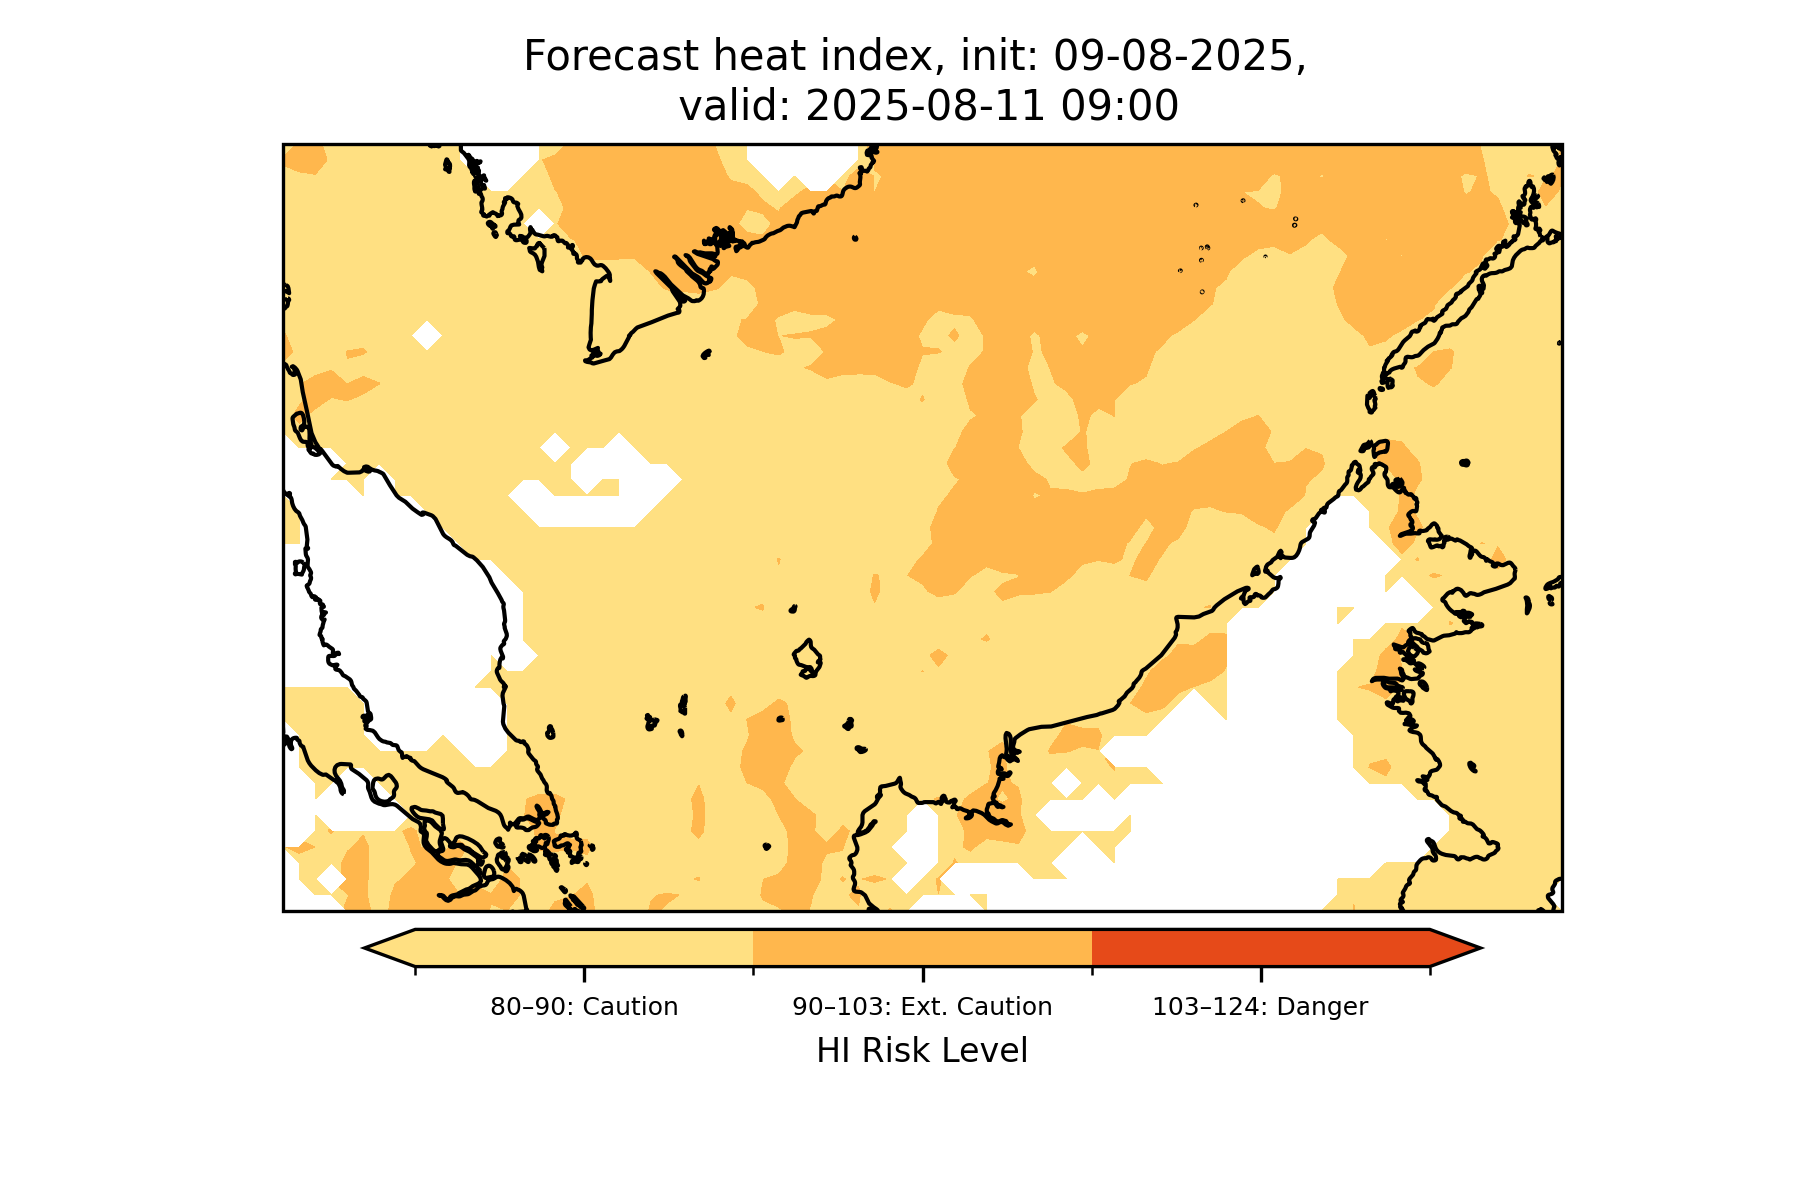 Forecast heat index, init: 09-08-2025,
valid: 2025-08-11 09:00
80–90: Caution
90–103: Ext. Caution
103–124: Danger
HI Risk Level